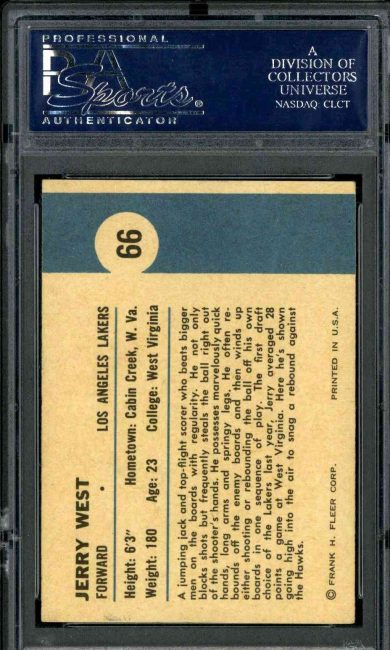 PROFESSIONAL
PSA
Sports®
AUTHENTICATOR
A
DIVISION OF
COLLECTORS
UNIVERSE
NASDAQ CLCT
66
JERRY WEST
FORWARD • LOS ANGELES LAKERS
Height: 6'3" Hometown: Cabin Creek, W. Va.
Weight: 180 Age: 23 College: West Virginia
A jumping jack and top-flight scorer who beats bigger
men on the boards with regularity. He not only
blocks shots but frequently steals the ball right out
of the shooter's hands. He possesses marvelously quick
hands, long arms and springy legs. He often re-
bounds off the enemy boards and then winds up
either shooting or rebounding the ball off his own
boards in one sequence of play. The first draft
choice of the Lakers last year, Jerry averaged 28
points a game at West Virginia. Here he's shown
going high into the air to snag a rebound against
the Hawks.
© FRANK H. FLEER CORP. PRINTED IN U.S.A.